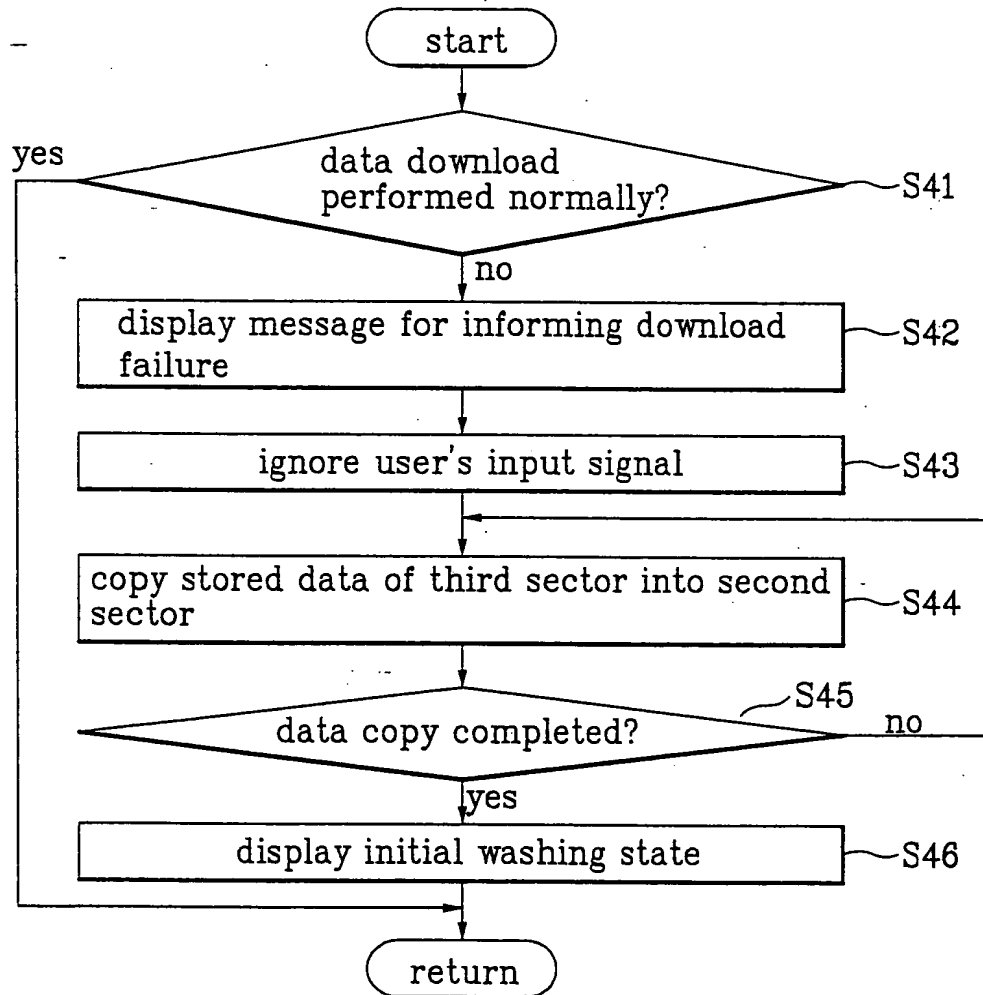 start
yes
data download
performed normally?
S41
no
display message for informing download
failure
S42
ignore user's input signal
S43
copy stored data of third sector into second
sector
S44
S45
data copy completed?
no
yes
display initial washing state
S46
return